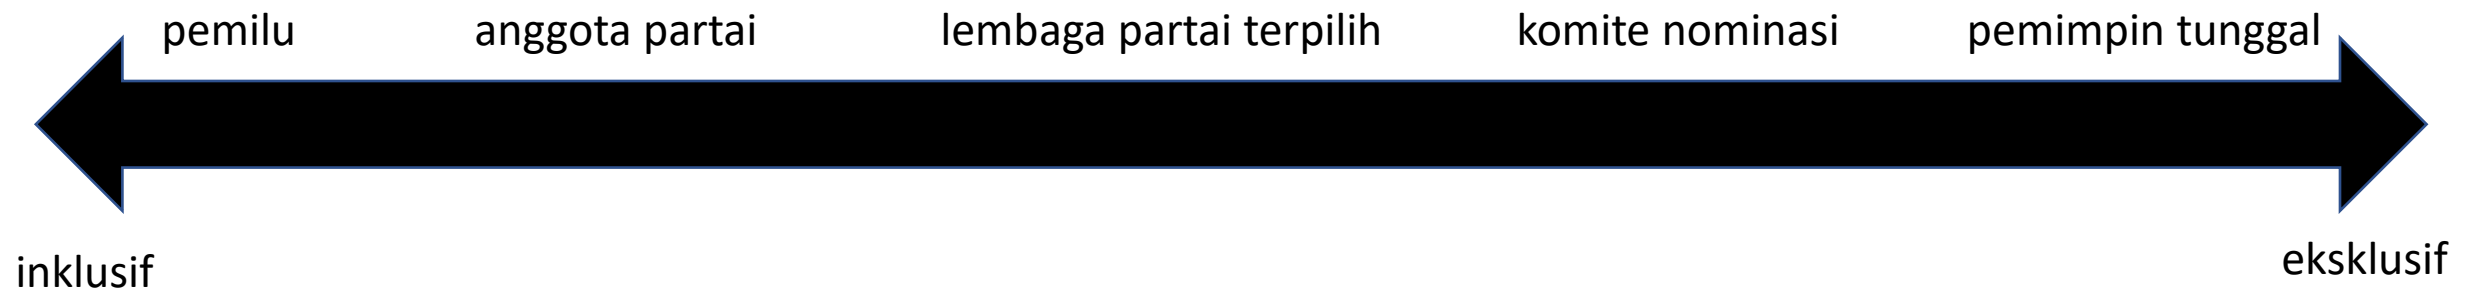 pemilu anggota partai lembaga partai terpilih komite nominasi pemimpin tunggal
inklusif eksklusif